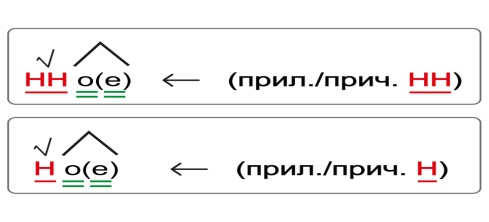 НН о(е) ← (прил./прич. НН)
Н о(е) ← (прил./прич. Н)